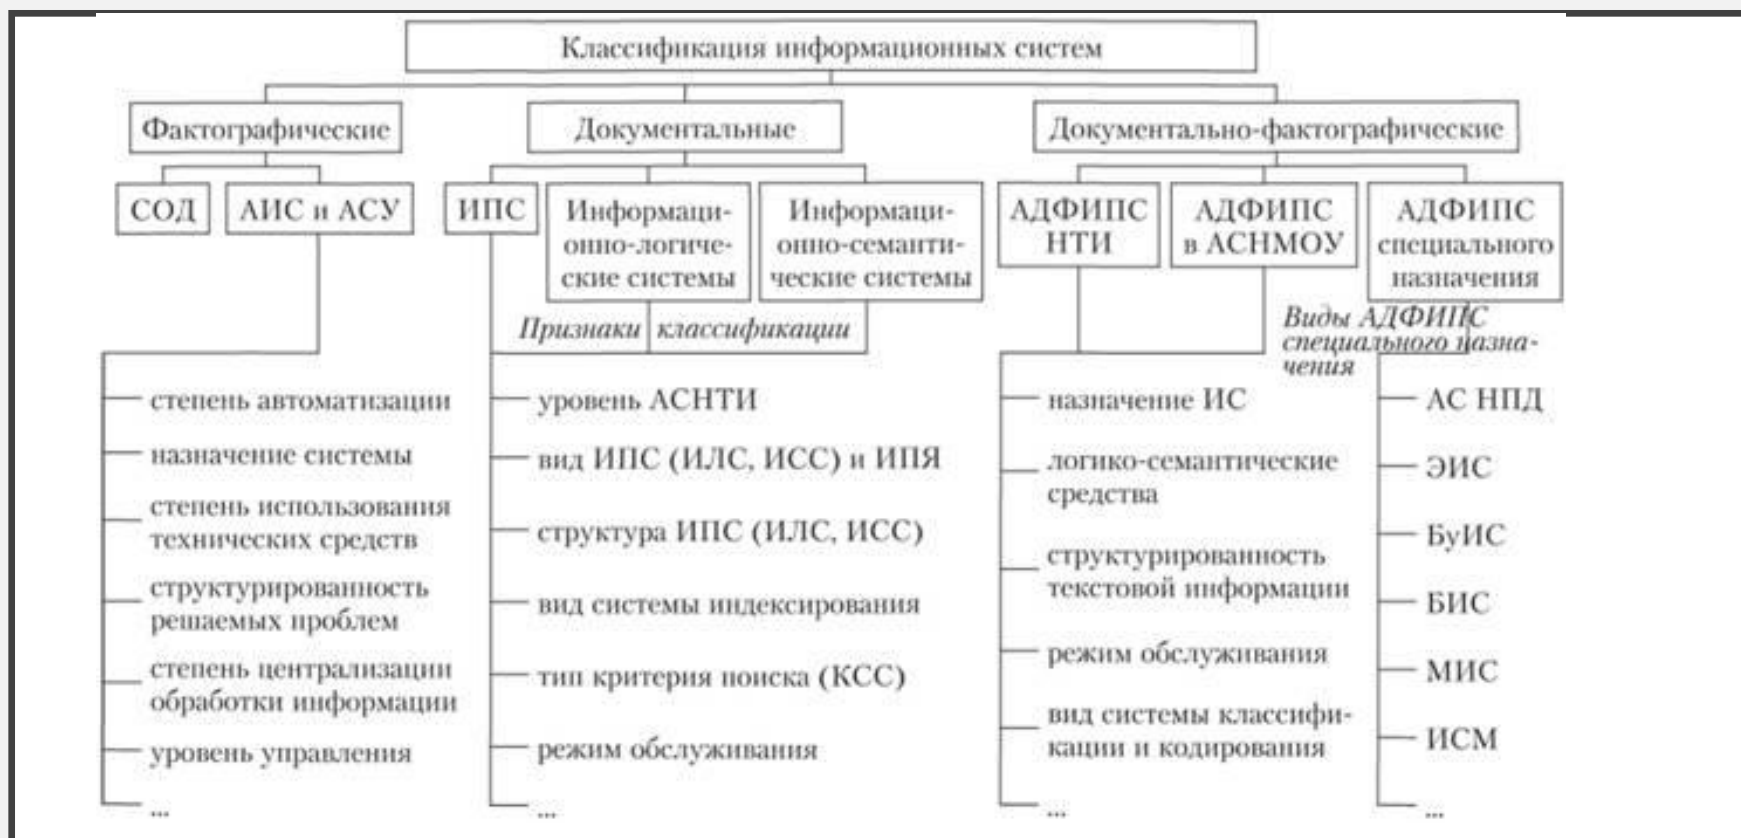 Классификация информационных систем
Фактографические
Документальные
Документально-фактографические
СОД
АИС и АСУ
ИПС
Информаци-
онно-логиче-
ские системы
Информаци-
онно-семанти-
ческие системы
АДФИПС
НТИ
АДФИПС
в АСНМОУ
АДФИПС
специального
назначения
Признаки классификации
Виды АДФИПС
специального назна-
чения
степень автоматизации
назначение системы
степень использования
технических средств
структурированность
решаемых проблем
степень централизации
обработки информации
уровень управления
...
уровень АСНТИ
вид ИПС (ИЛС, ИСС) и ИПЯ
структура ИПС (ИЛС, ИСС)
вид системы индексирования
тип критерия поиска (КСС)
режим обслуживания
...
назначение ИС
логико-семантические
средства
структурированность
текстовой информации
режим обслуживания
вид системы классифи-
кации и кодирования
...
АС НПД
ЭИС
БуИС
БИС
МИС
ИСМ
...